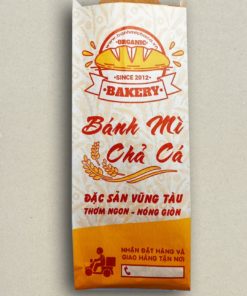 ORGANIC
SINCE 2012
BAKERY
Bánh Mì
Chả Cá
ĐẶC SẢN VŨNG TÀU
THƠM NGON - NÓNG GIÒN
NHẬN ĐẶT HÀNG VÀ
GIAO HÀNG TẬN NƠI